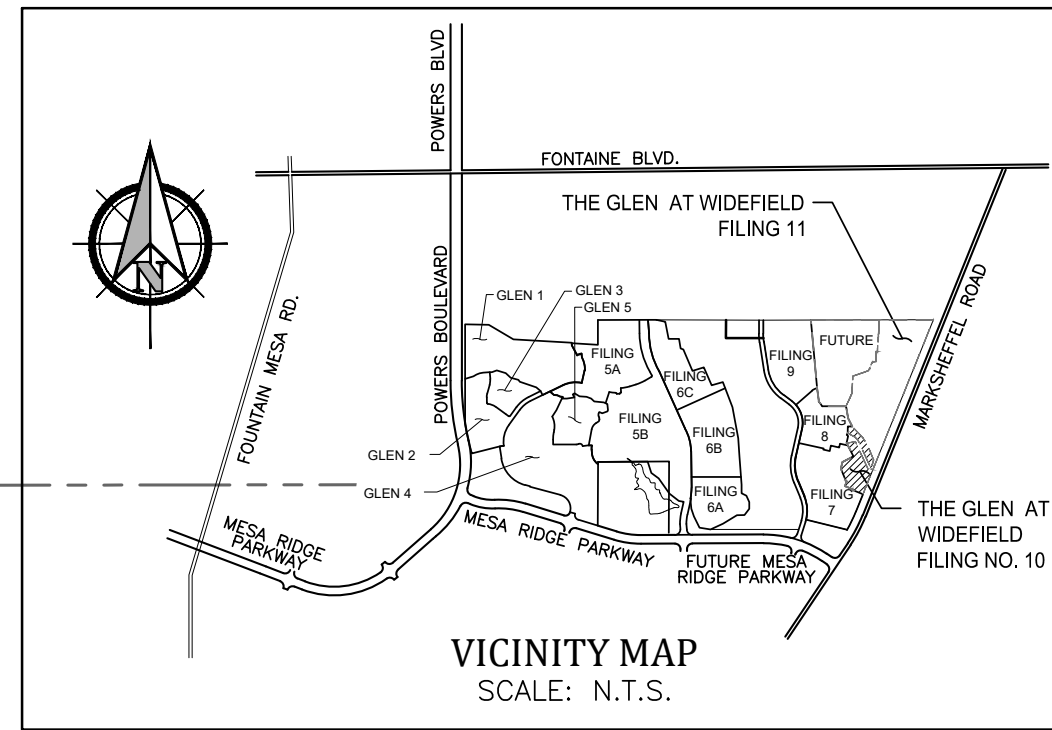 POWERS BLVD
FONTAINE BLVD.
THE GLEN AT WIDEFIELD
FILING 11
N
FOUNTAIN MESA RD.
POWERS BOULEVARD
MARKSHEFFEL ROAD
GLEN 1
GLEN 3
GLEN 5
FILING
5A
FILING
6C
FILING
9
FUTURE
GLEN 2
FILING
5B
FILING
6B
FILING
8
GLEN 4
FILING
6A
FILING
7
THE GLEN AT
WIDEFIELD
FILING NO. 10
MESA RIDGE
PARKWAY
MESA RIDGE PARKWAY
FUTURE MESA
RIDGE PARKWAY
VICINITY MAP
SCALE: N.T.S.